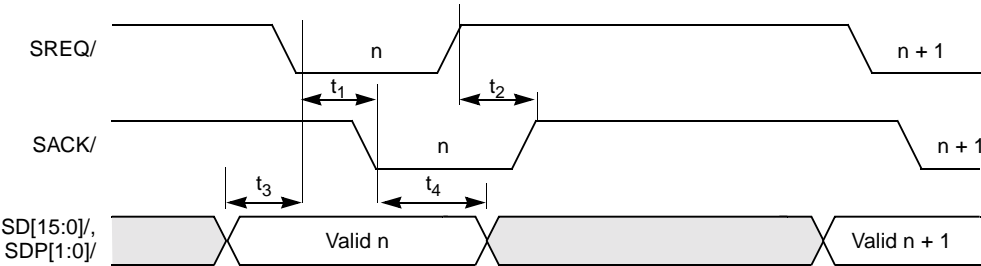 SREQ/
n
n + 1
t1
t2
SACK/
n
n + 1
t3
t4
SD[15:0]/,
SDP[1:0]/
Valid n
Valid n + 1